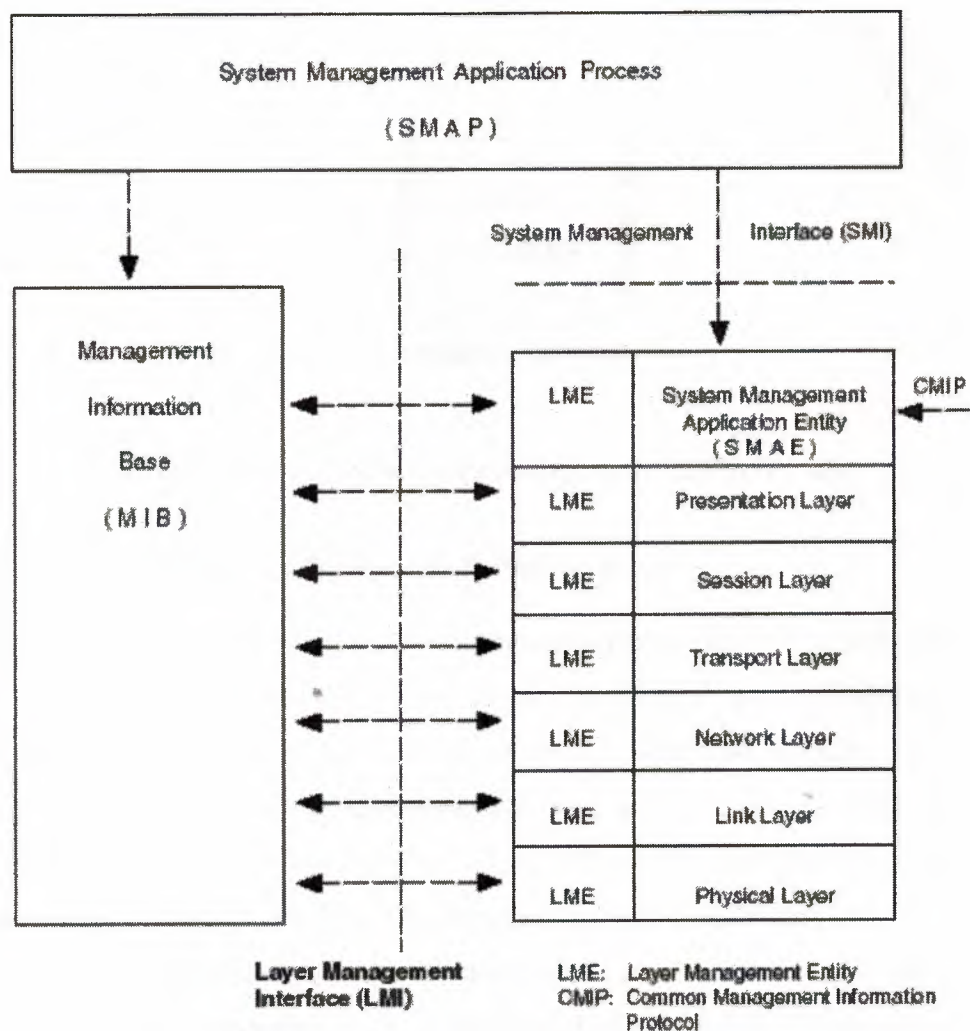 System Management Application Process
(SMAP)
System Management Interface (SMI)
Management
Information
Base
(MIB)
LME
System Management
Application Entity
(SMAE)
CMIP
LME Presentation Layer
LME Session Layer
LME Transport Layer
LME Network Layer
LME Link Layer
LME Physical Layer
Layer Management
Interface (LMI)
LME: Layer Management Entity
CMIP: Common Management Information
Protocol